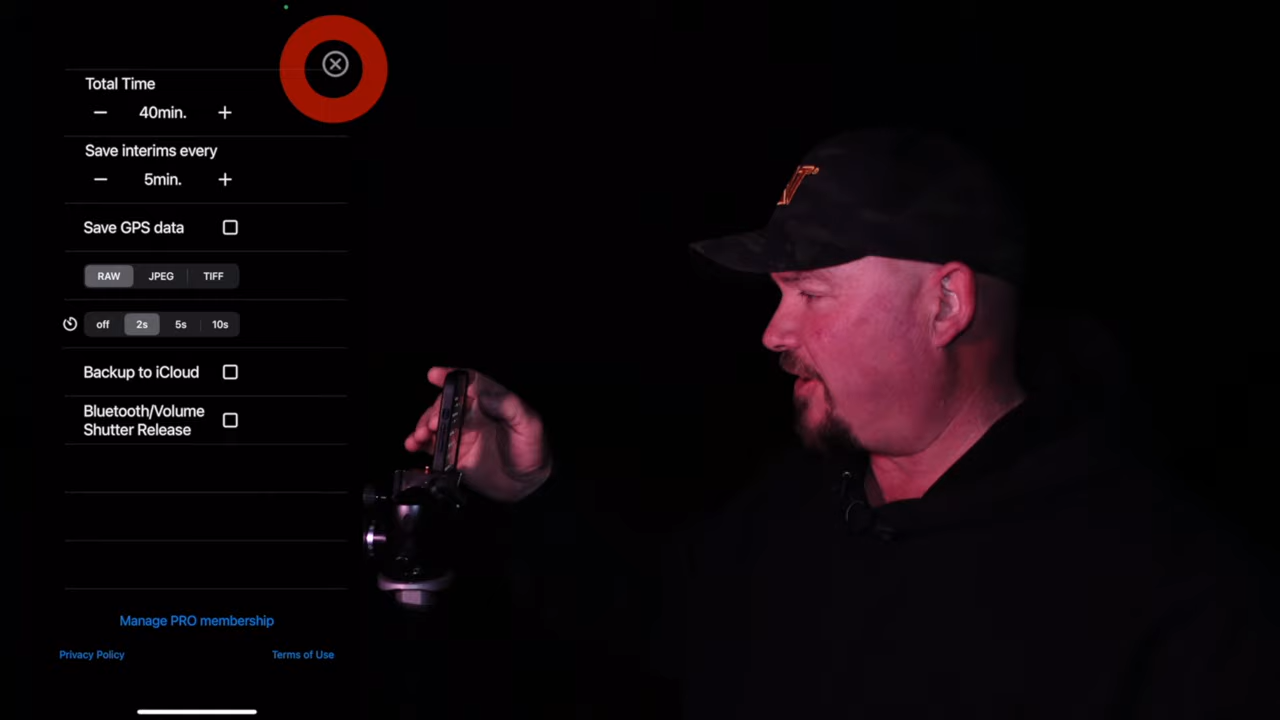 Total Time
− 40min. +
Save interims every
− 5min. +
Save GPS data
RAW JPEG TIFF
off 2s 5s 10s
Backup to iCloud
Bluetooth/Volume
Shutter Release
Manage PRO membership
Privacy Policy Terms of Use